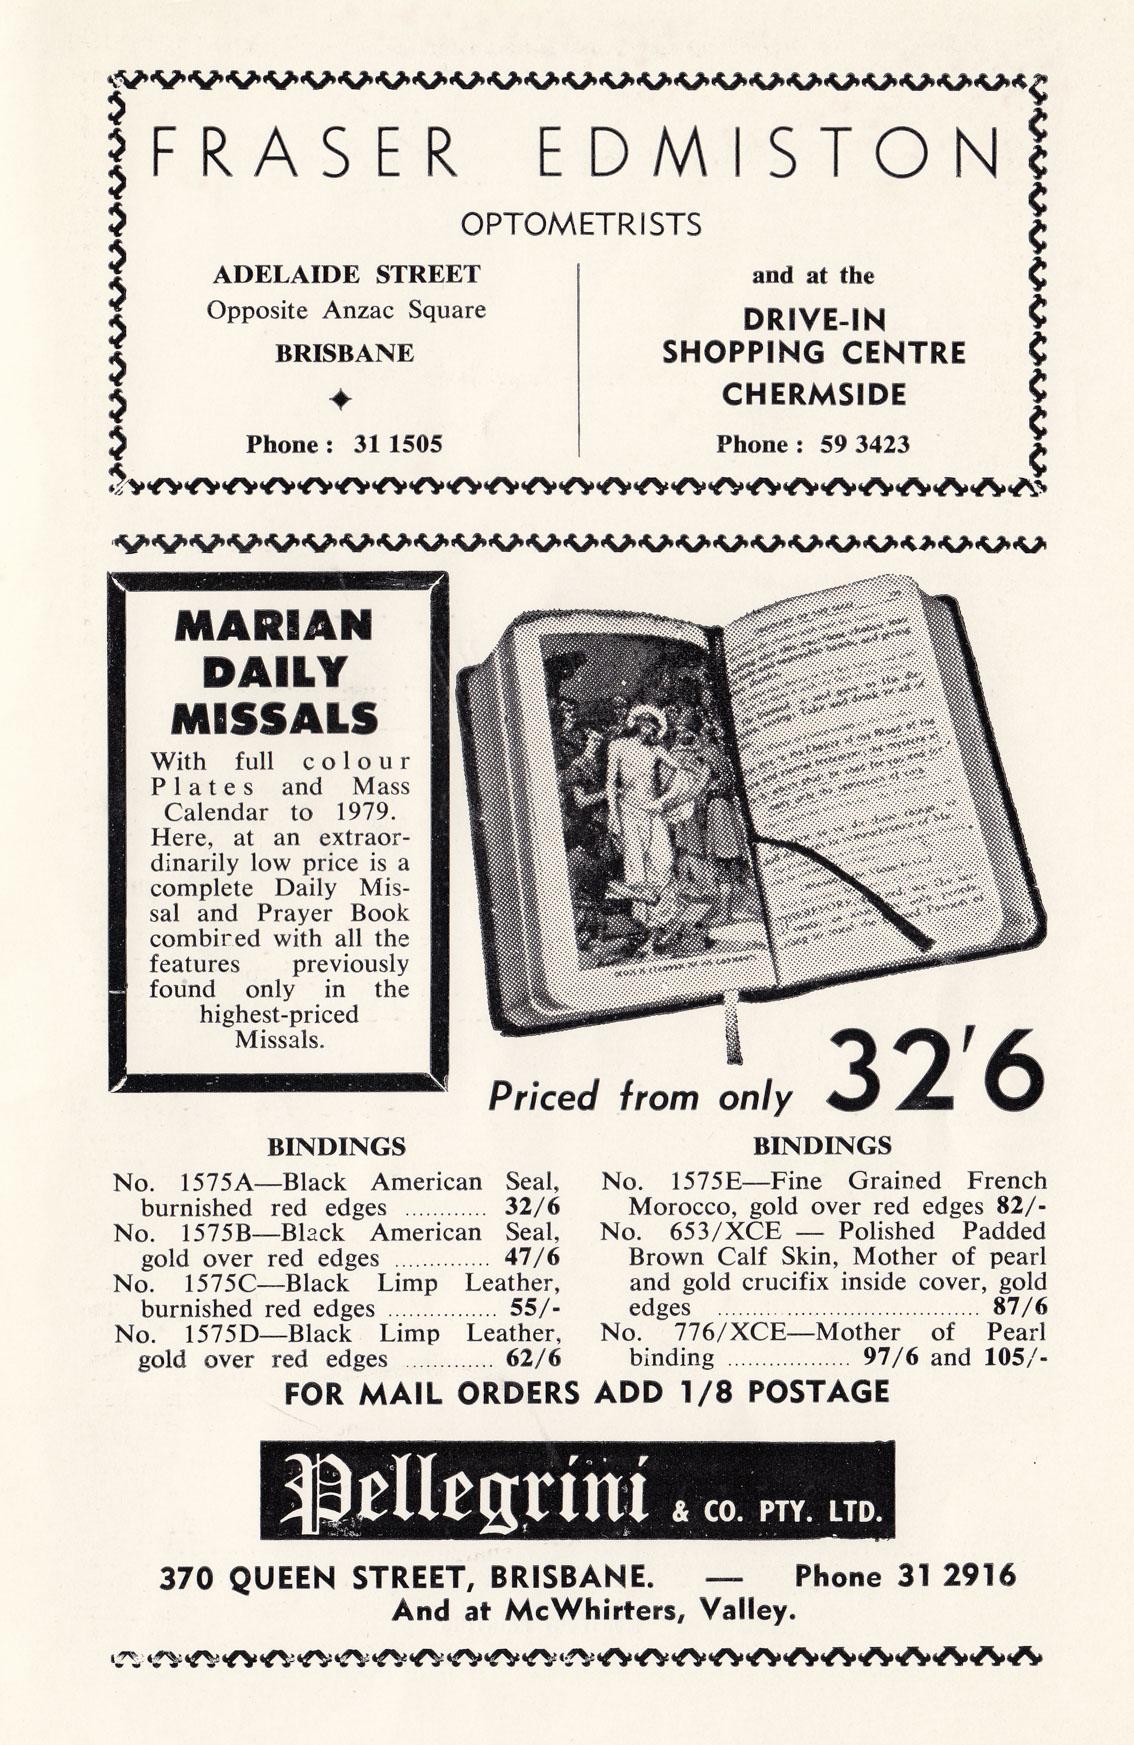 FRASER EDMISTON
OPTOMETRISTS
ADELAIDE STREET
Opposite Anzac Square
BRISBANE
Phone : 31 1505
and at the
DRIVE-IN
SHOPPING CENTRE
CHERMSIDE
Phone : 59 3423
MARIAN
DAILY
MISSALS
With full colour
Plates and Mass
Calendar to 1979.
Here, at an extraor-
dinarily low price is a
complete Daily Mis-
sal and Prayer Book
combired with all the
features previously
found only in the
highest-priced
Missals.
Priced from only 32'6
BINDINGS
No. 1575A—Black American Seal,
burnished red edges ............ 32/6
No. 1575B—Black American Seal,
gold over red edges .............. 47/6
No. 1575C—Black Limp Leather,
burnished red edges ................ 55/-
No. 1575D—Black Limp Leather,
gold over red edges ............. 62/6
BINDINGS
No. 1575E—Fine Grained French
Morocco, gold over red edges 82/-
No. 653/XCE — Polished Padded
Brown Calf Skin, Mother of pearl
and gold crucifix inside cover, gold
edges ...................................... 87/6
No. 776/XCE—Mother of Pearl
binding .................. 97/6 and 105/-
FOR MAIL ORDERS ADD 1/8 POSTAGE
Pellegrini & CO. PTY. LTD.
370 QUEEN STREET, BRISBANE. — Phone 31 2916
And at McWhirters, Valley.